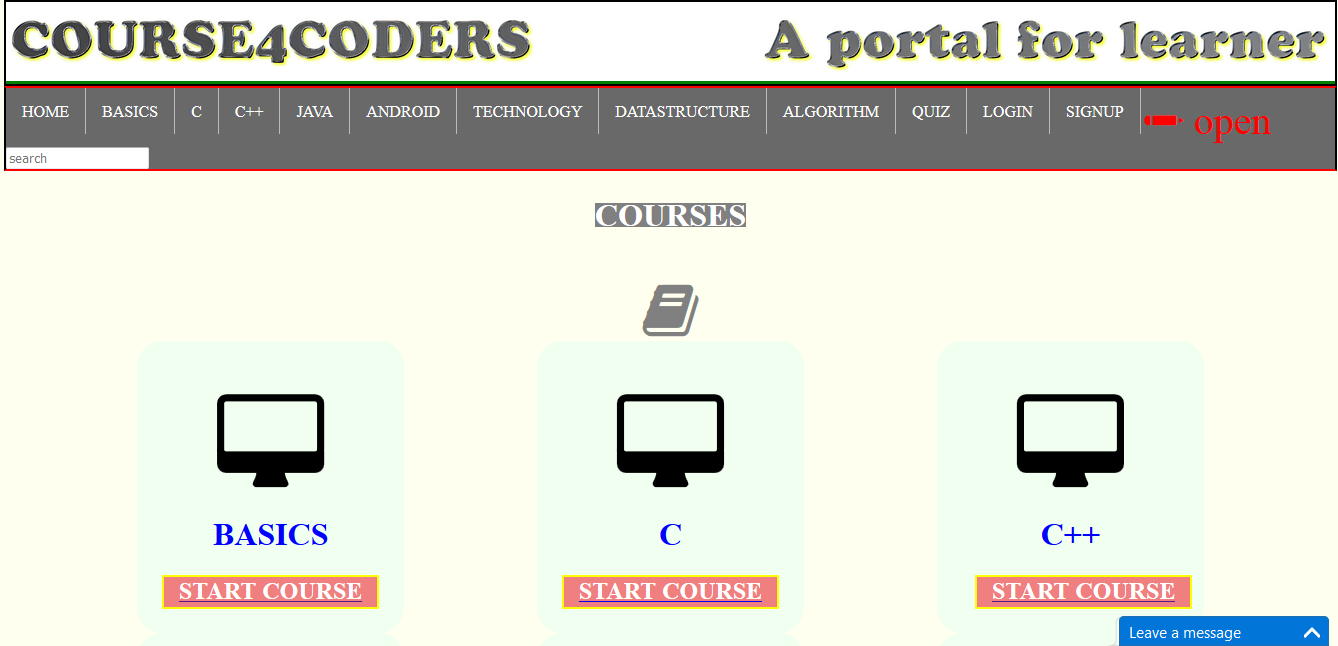 COURSE4CODERS A portal for learner
HOME BASICS C C++ JAVA ANDROID TECHNOLOGY DATASTRUCTURE ALGORITHM QUIZ LOGIN SIGNUP open
search
COURSES
BASICS C C++
START COURSE START COURSE START COURSE
Leave a message